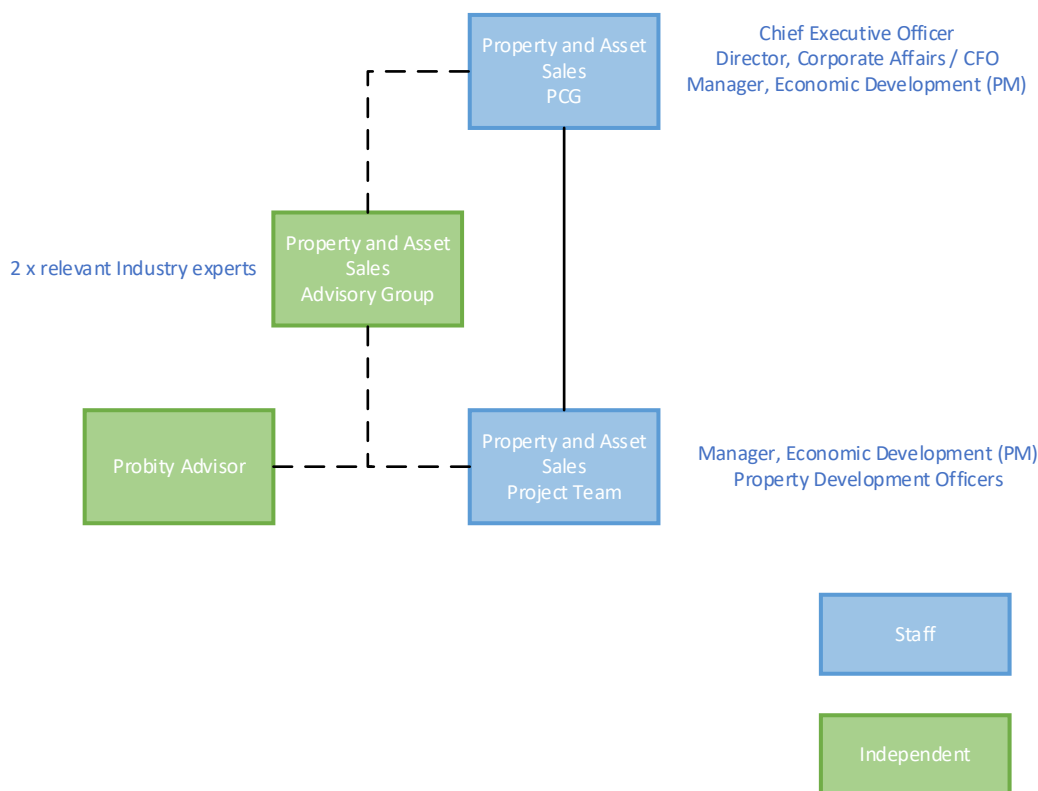 Property and Asset
Sales
PCG
Chief Executive Officer
Director, Corporate Affairs / CFO
Manager, Economic Development (PM)
2 x relevant Industry experts
Property and Asset
Sales
Advisory Group
Probity Advisor
Property and Asset
Sales
Project Team
Manager, Economic Development (PM)
Property Development Officers
Staff
Independent